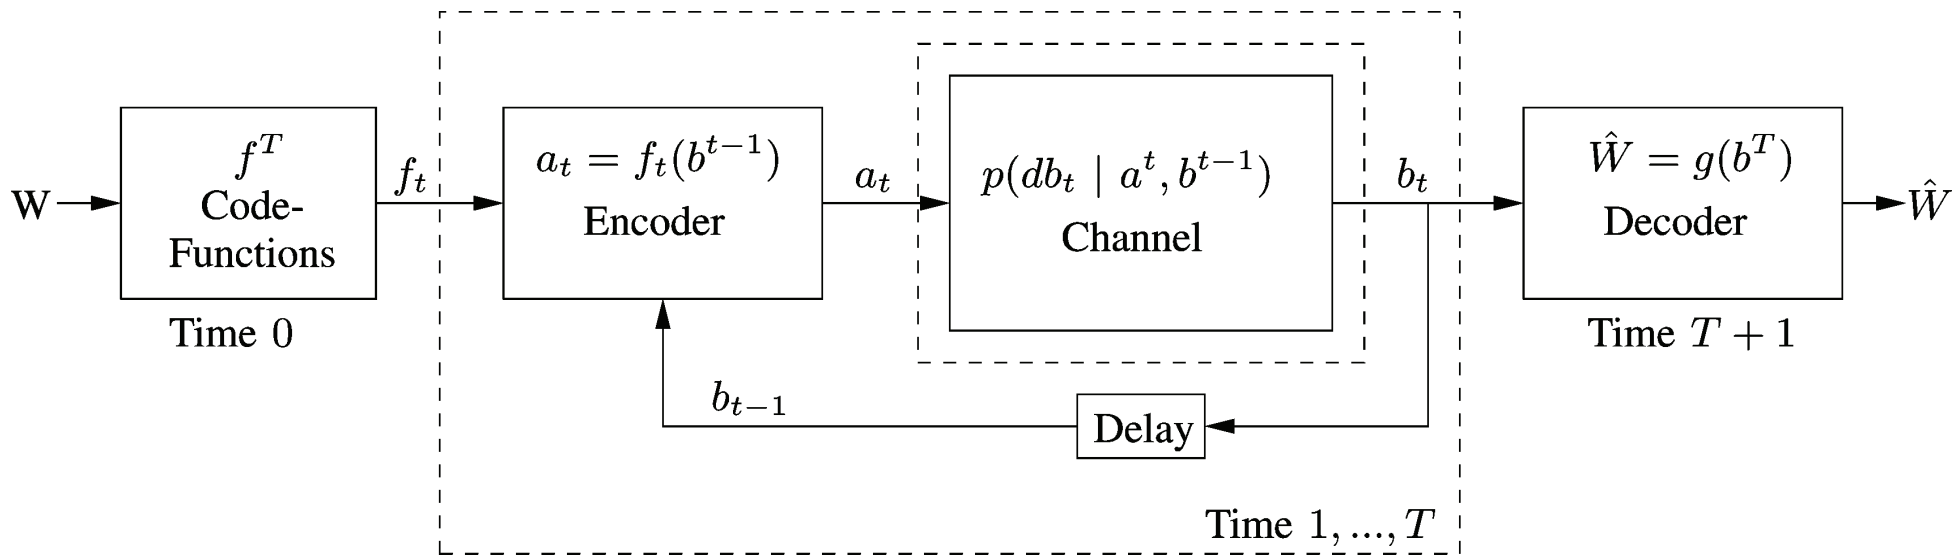 W
f^T
Code-
Functions
Time 0
f_t
a_t = f_t(b^{t−1})
Encoder
a_t
p(db_t | a^t, b^{t−1})
Channel
b_t
Ŵ = g(b^T)
Decoder
Time T + 1
Ŵ
b_{t−1}
Delay
Time 1, ..., T